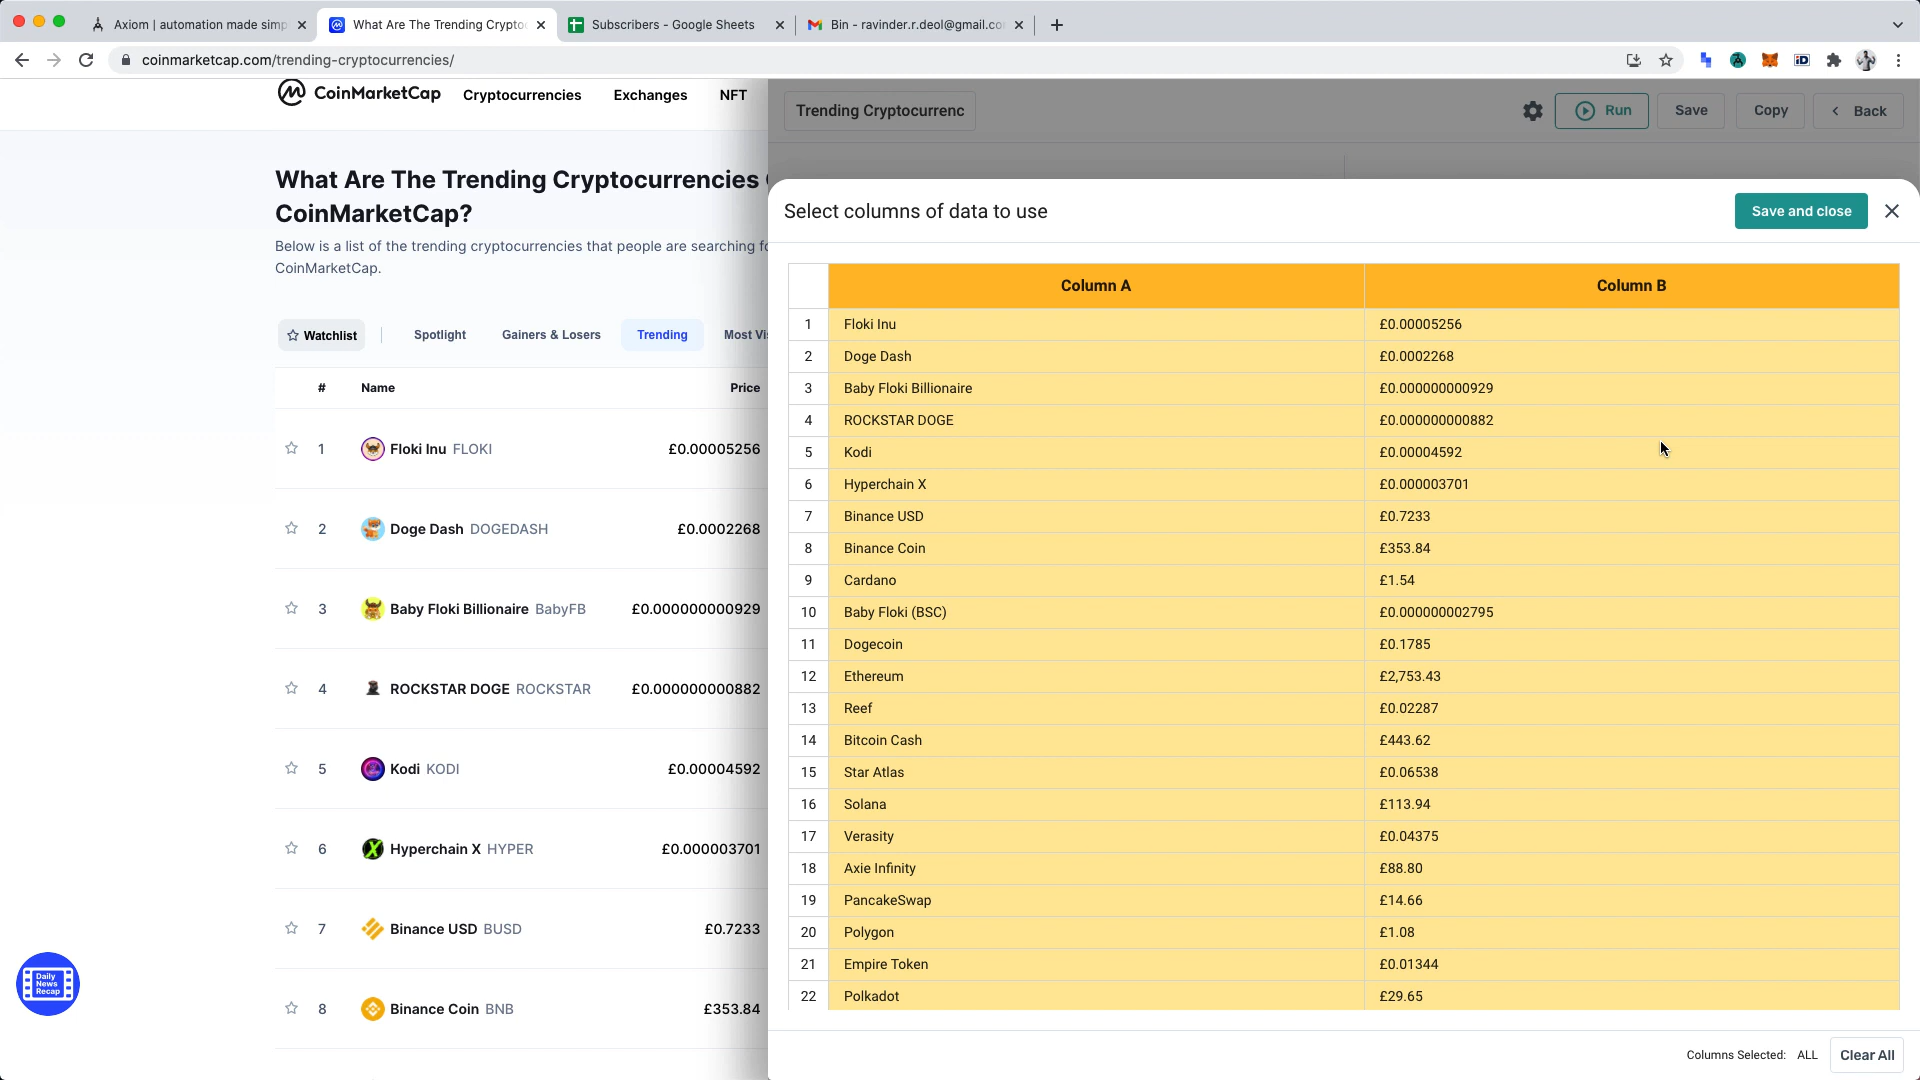 Axiom | automation made simp
What Are The Trending Crypto
Subscribers - Google Sheets
Bin - ravinder.r.deol@gmail.co
coinmarketcap.com/trending-cryptocurrencies/
CoinMarketCap
Cryptocurrencies
Exchanges
NFT
What Are The Trending Cryptocurrencies
CoinMarketCap?
Below is a list of the trending cryptocurrencies that people are searching fo
CoinMarketCap.
Watchlist
Spotlight
Gainers & Losers
Trending
Most Vis
# Name Price
1 Floki Inu FLOKI £0.00005256
2 Doge Dash DOGEDASH £0.0002268
3 Baby Floki Billionaire BabyFB £0.000000000929
4 ROCKSTAR DOGE ROCKSTAR £0.000000000882
5 Kodi KODI £0.00004592
6 Hyperchain X HYPER £0.000003701
7 Binance USD BUSD £0.7233
8 Binance Coin BNB £353.84
Daily
News
Recap
Trending Cryptocurrenc
Run
Save
Copy
Back
Select columns of data to use
Save and close
Column A Column B
1 Floki Inu £0.00005256
2 Doge Dash £0.0002268
3 Baby Floki Billionaire £0.000000000929
4 ROCKSTAR DOGE £0.000000000882
5 Kodi £0.00004592
6 Hyperchain X £0.000003701
7 Binance USD £0.7233
8 Binance Coin £353.84
9 Cardano £1.54
10 Baby Floki (BSC) £0.000000002795
11 Dogecoin £0.1785
12 Ethereum £2,753.43
13 Reef £0.02287
14 Bitcoin Cash £443.62
15 Star Atlas £0.06538
16 Solana £113.94
17 Verasity £0.04375
18 Axie Infinity £88.80
19 PancakeSwap £14.66
20 Polygon £1.08
21 Empire Token £0.01344
22 Polkadot £29.65
Columns Selected: ALL
Clear All